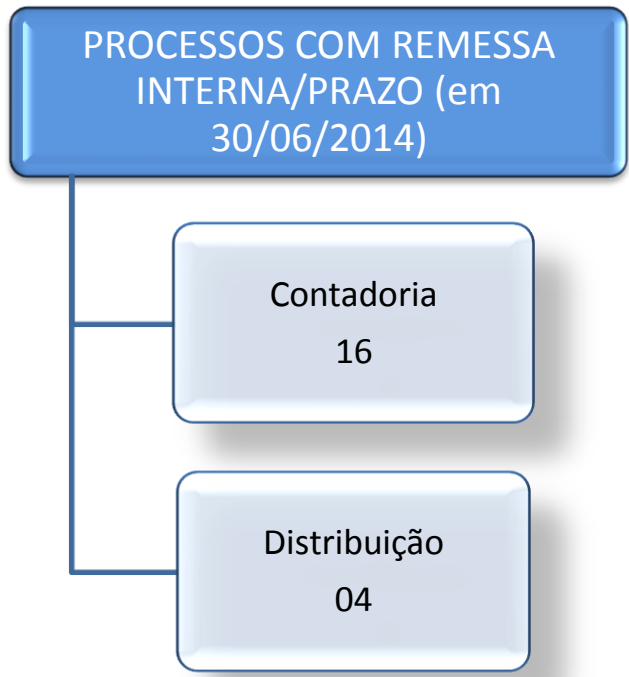 PROCESSOS COM REMESSA
INTERNA/PRAZO (em
30/06/2014)
Contadoria
16
Distribuição
04